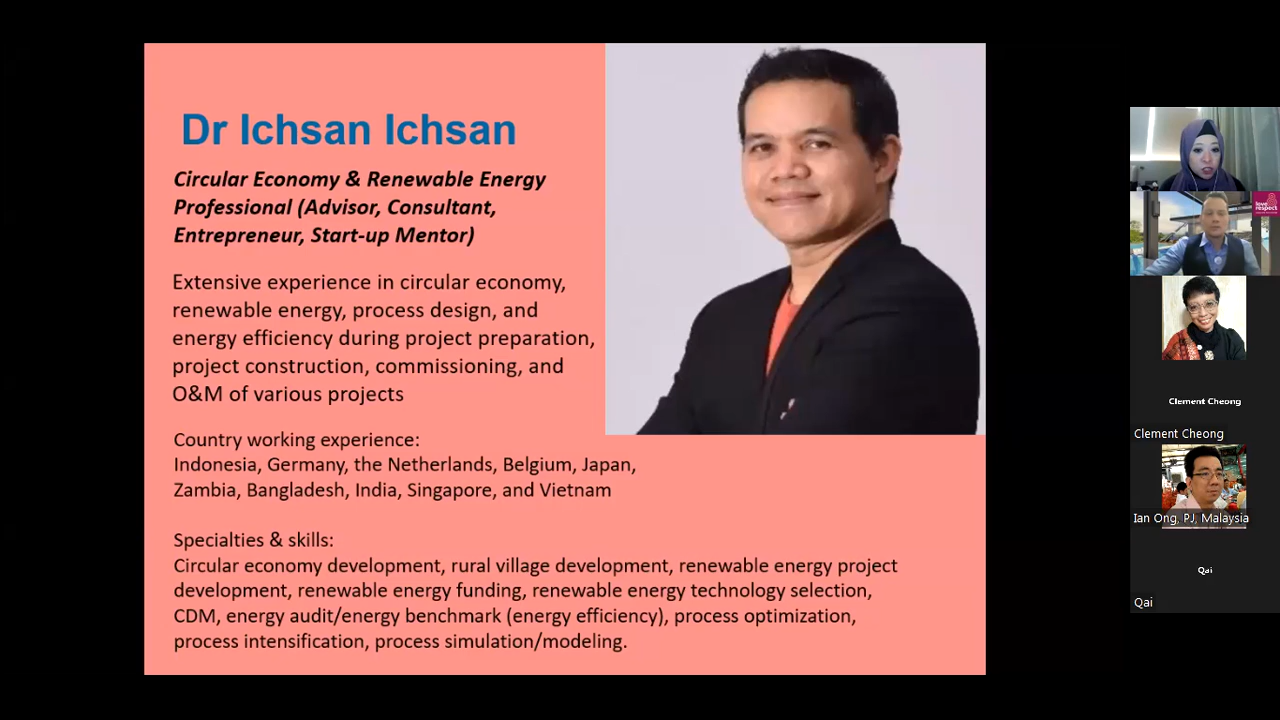 Dr Ichsan Ichsan
Circular Economy & Renewable Energy
Professional (Advisor, Consultant,
Entrepreneur, Start-up Mentor)
Extensive experience in circular economy,
renewable energy, process design, and
energy efficiency during project preparation,
project construction, commissioning, and
O&M of various projects
Country working experience:
Indonesia, Germany, the Netherlands, Belgium, Japan,
Zambia, Bangladesh, India, Singapore, and Vietnam
Specialties & skills:
Circular economy development, rural village development, renewable energy project
development, renewable energy funding, renewable energy technology selection,
CDM, energy audit/energy benchmark (energy efficiency), process optimization,
process intensification, process simulation/modeling.
love
respect
Clement Cheong
Clement Cheong
Ian Ong, PJ, Malaysia
Qai
Qai